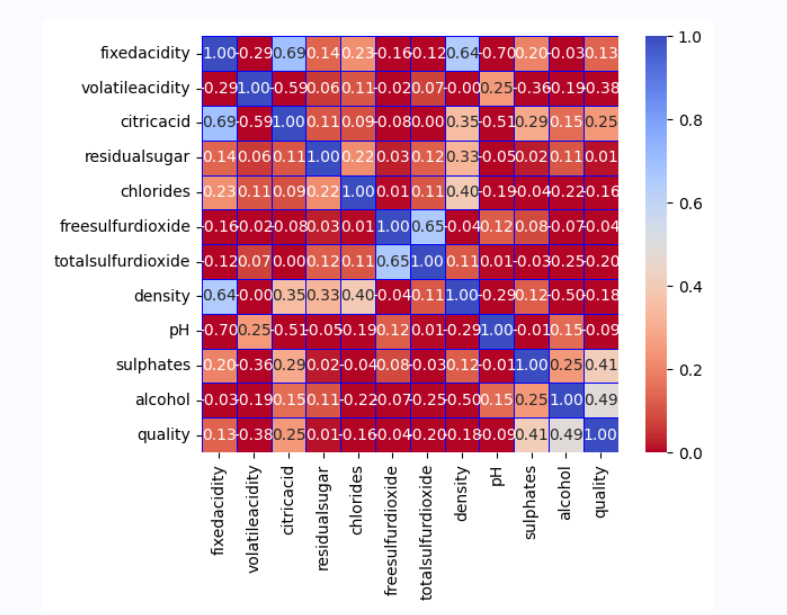 fixedacidity 1.00 -0.29 0.69 0.14 0.23 -0.16 -0.12 0.64 -0.70 0.20 -0.03 0.13
volatileacidity -0.29 1.00 -0.59 0.06 0.11 -0.02 0.07 -0.00 0.25 -0.36 -0.19 -0.38
citricacid 0.69 -0.59 1.00 0.11 0.09 -0.08 0.00 0.35 -0.51 0.29 0.15 0.25
residualsugar 0.14 0.06 0.11 1.00 0.22 0.03 0.12 0.33 -0.05 0.02 0.11 0.01
chlorides 0.23 0.11 0.09 0.22 1.00 0.01 0.11 0.40 -0.19 -0.04 -0.22 -0.16
freesulfurdioxide -0.16 -0.02 -0.08 0.03 0.01 1.00 0.65 -0.04 0.12 0.08 -0.07 -0.04
totalsulfurdioxide -0.12 0.07 0.00 0.12 0.11 0.65 1.00 0.11 0.01 -0.03 -0.25 -0.20
density 0.64 -0.00 0.35 0.33 0.40 -0.04 0.11 1.00 -0.29 0.12 -0.50 -0.18
pH -0.70 0.25 -0.51 -0.05 -0.19 0.12 0.01 -0.29 1.00 -0.01 0.15 -0.09
sulphates 0.20 -0.36 0.29 0.02 -0.04 0.08 -0.03 0.12 -0.01 1.00 0.25 0.41
alcohol -0.03 -0.19 0.15 0.11 -0.22 -0.07 -0.25 -0.50 0.15 0.25 1.00 0.49
quality 0.13 -0.38 0.25 0.01 -0.16 -0.04 -0.20 -0.18 -0.09 0.41 0.49 1.00
fixedacidity
volatileacidity
citricacid
residualsugar
chlorides
freesulfurdioxide
totalsulfurdioxide
density
pH
sulphates
alcohol
quality
1.0
0.8
0.6
0.4
0.2
0.0